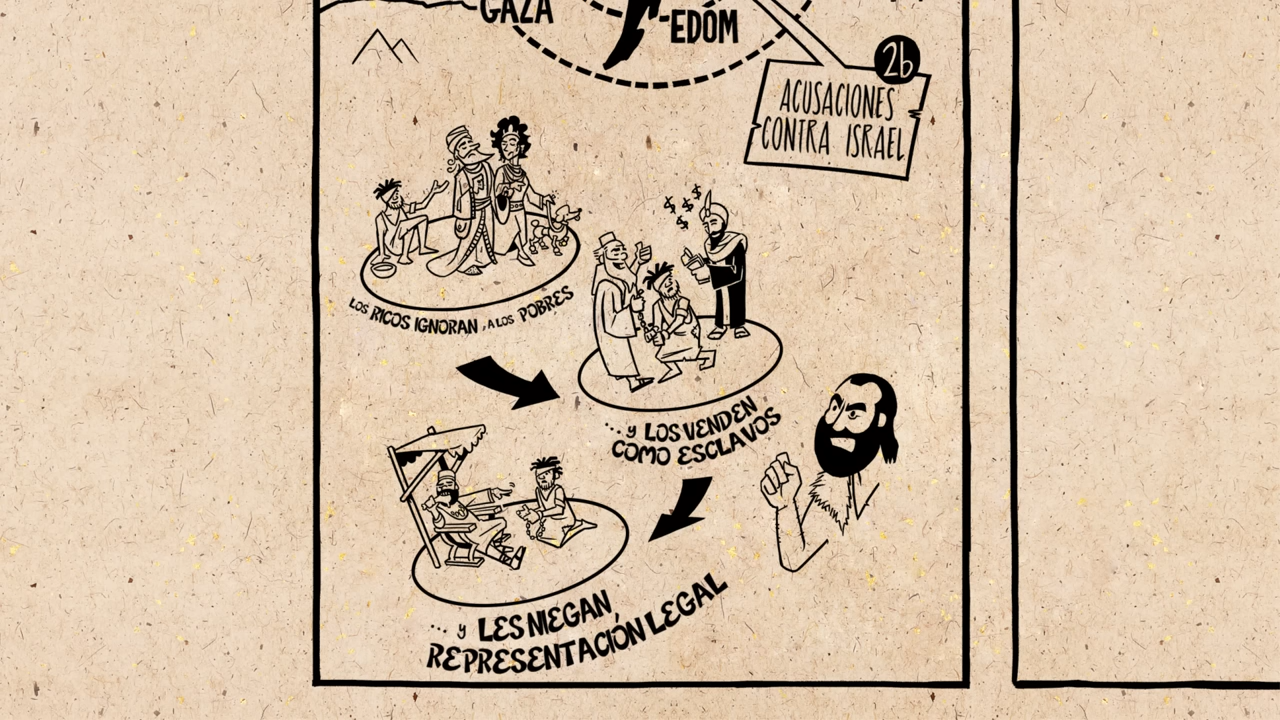 GAZA
-EDÓM
2b
ACUSACIONES
CONTRA ISRAEL
$ $ $ $ $
LOS RICOS IGNORAN A LOS POBRES
... y LOS VENDEN
COMO ESCLAVOS
... y LES NIEGAN
REPRESENTACIÓN LEGAL